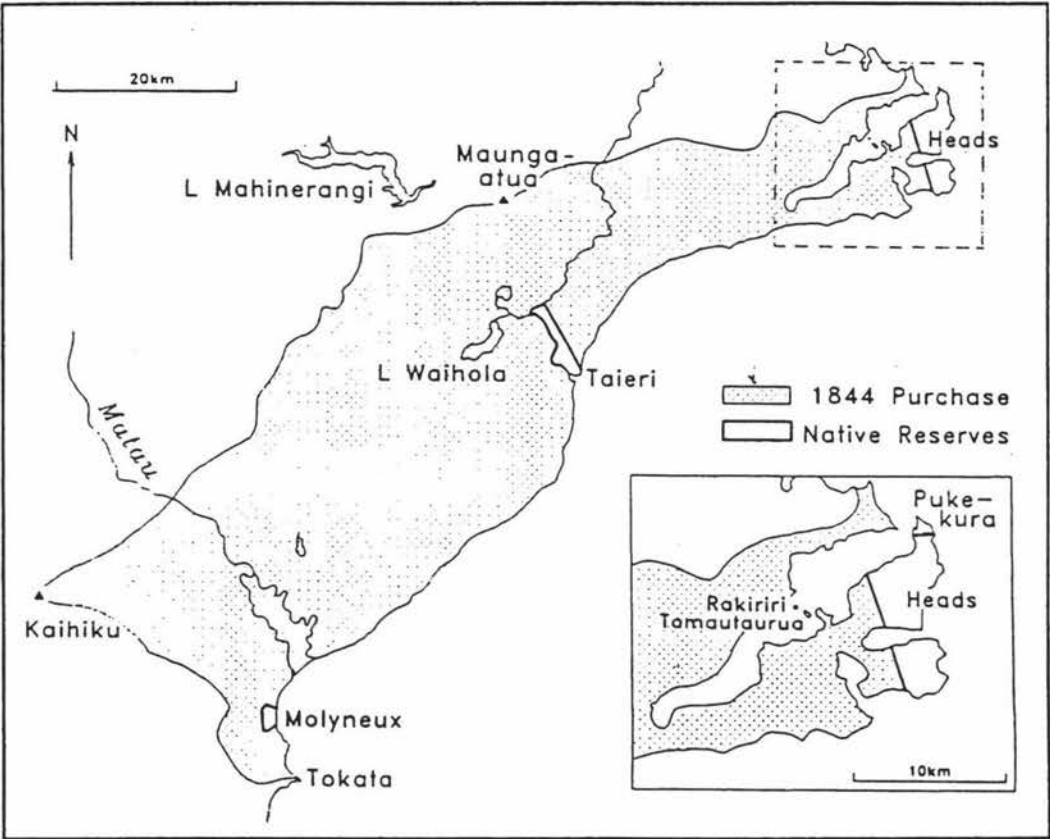 20km
N
L Mahinerangi
Maunga-
atua
Heads
L Waihola
Taieri
1844 Purchase
Native Reserves
Matau
Kaihiku
Molyneux
Tokata
Puke-
kura
Heads
Rakiriri
Tamautaurua
10km